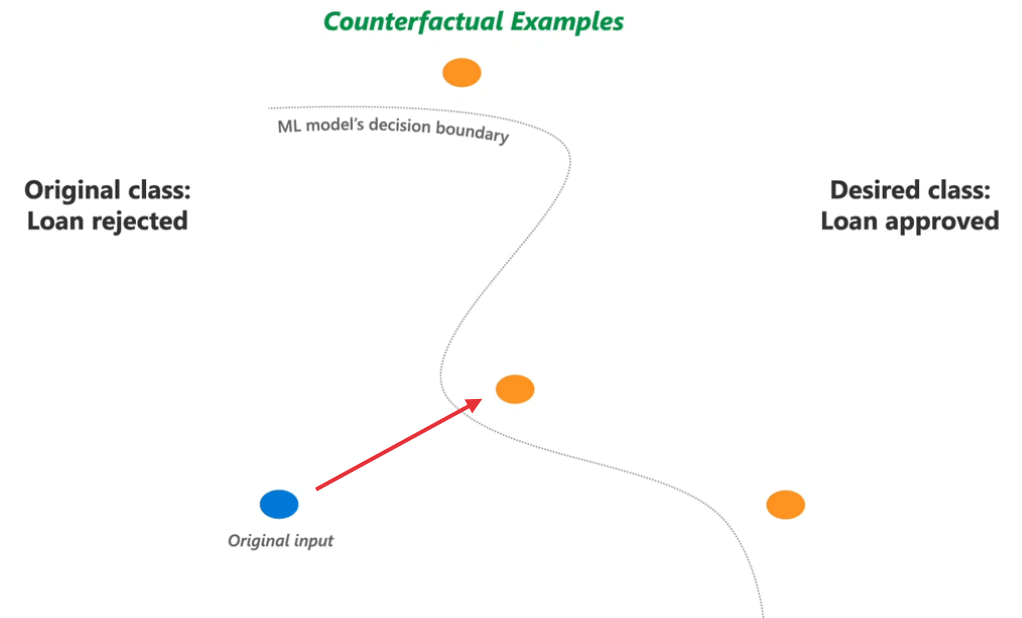 Counterfactual Examples
ML model's decision boundary
Original class:
Loan rejected
Desired class:
Loan approved
Original input